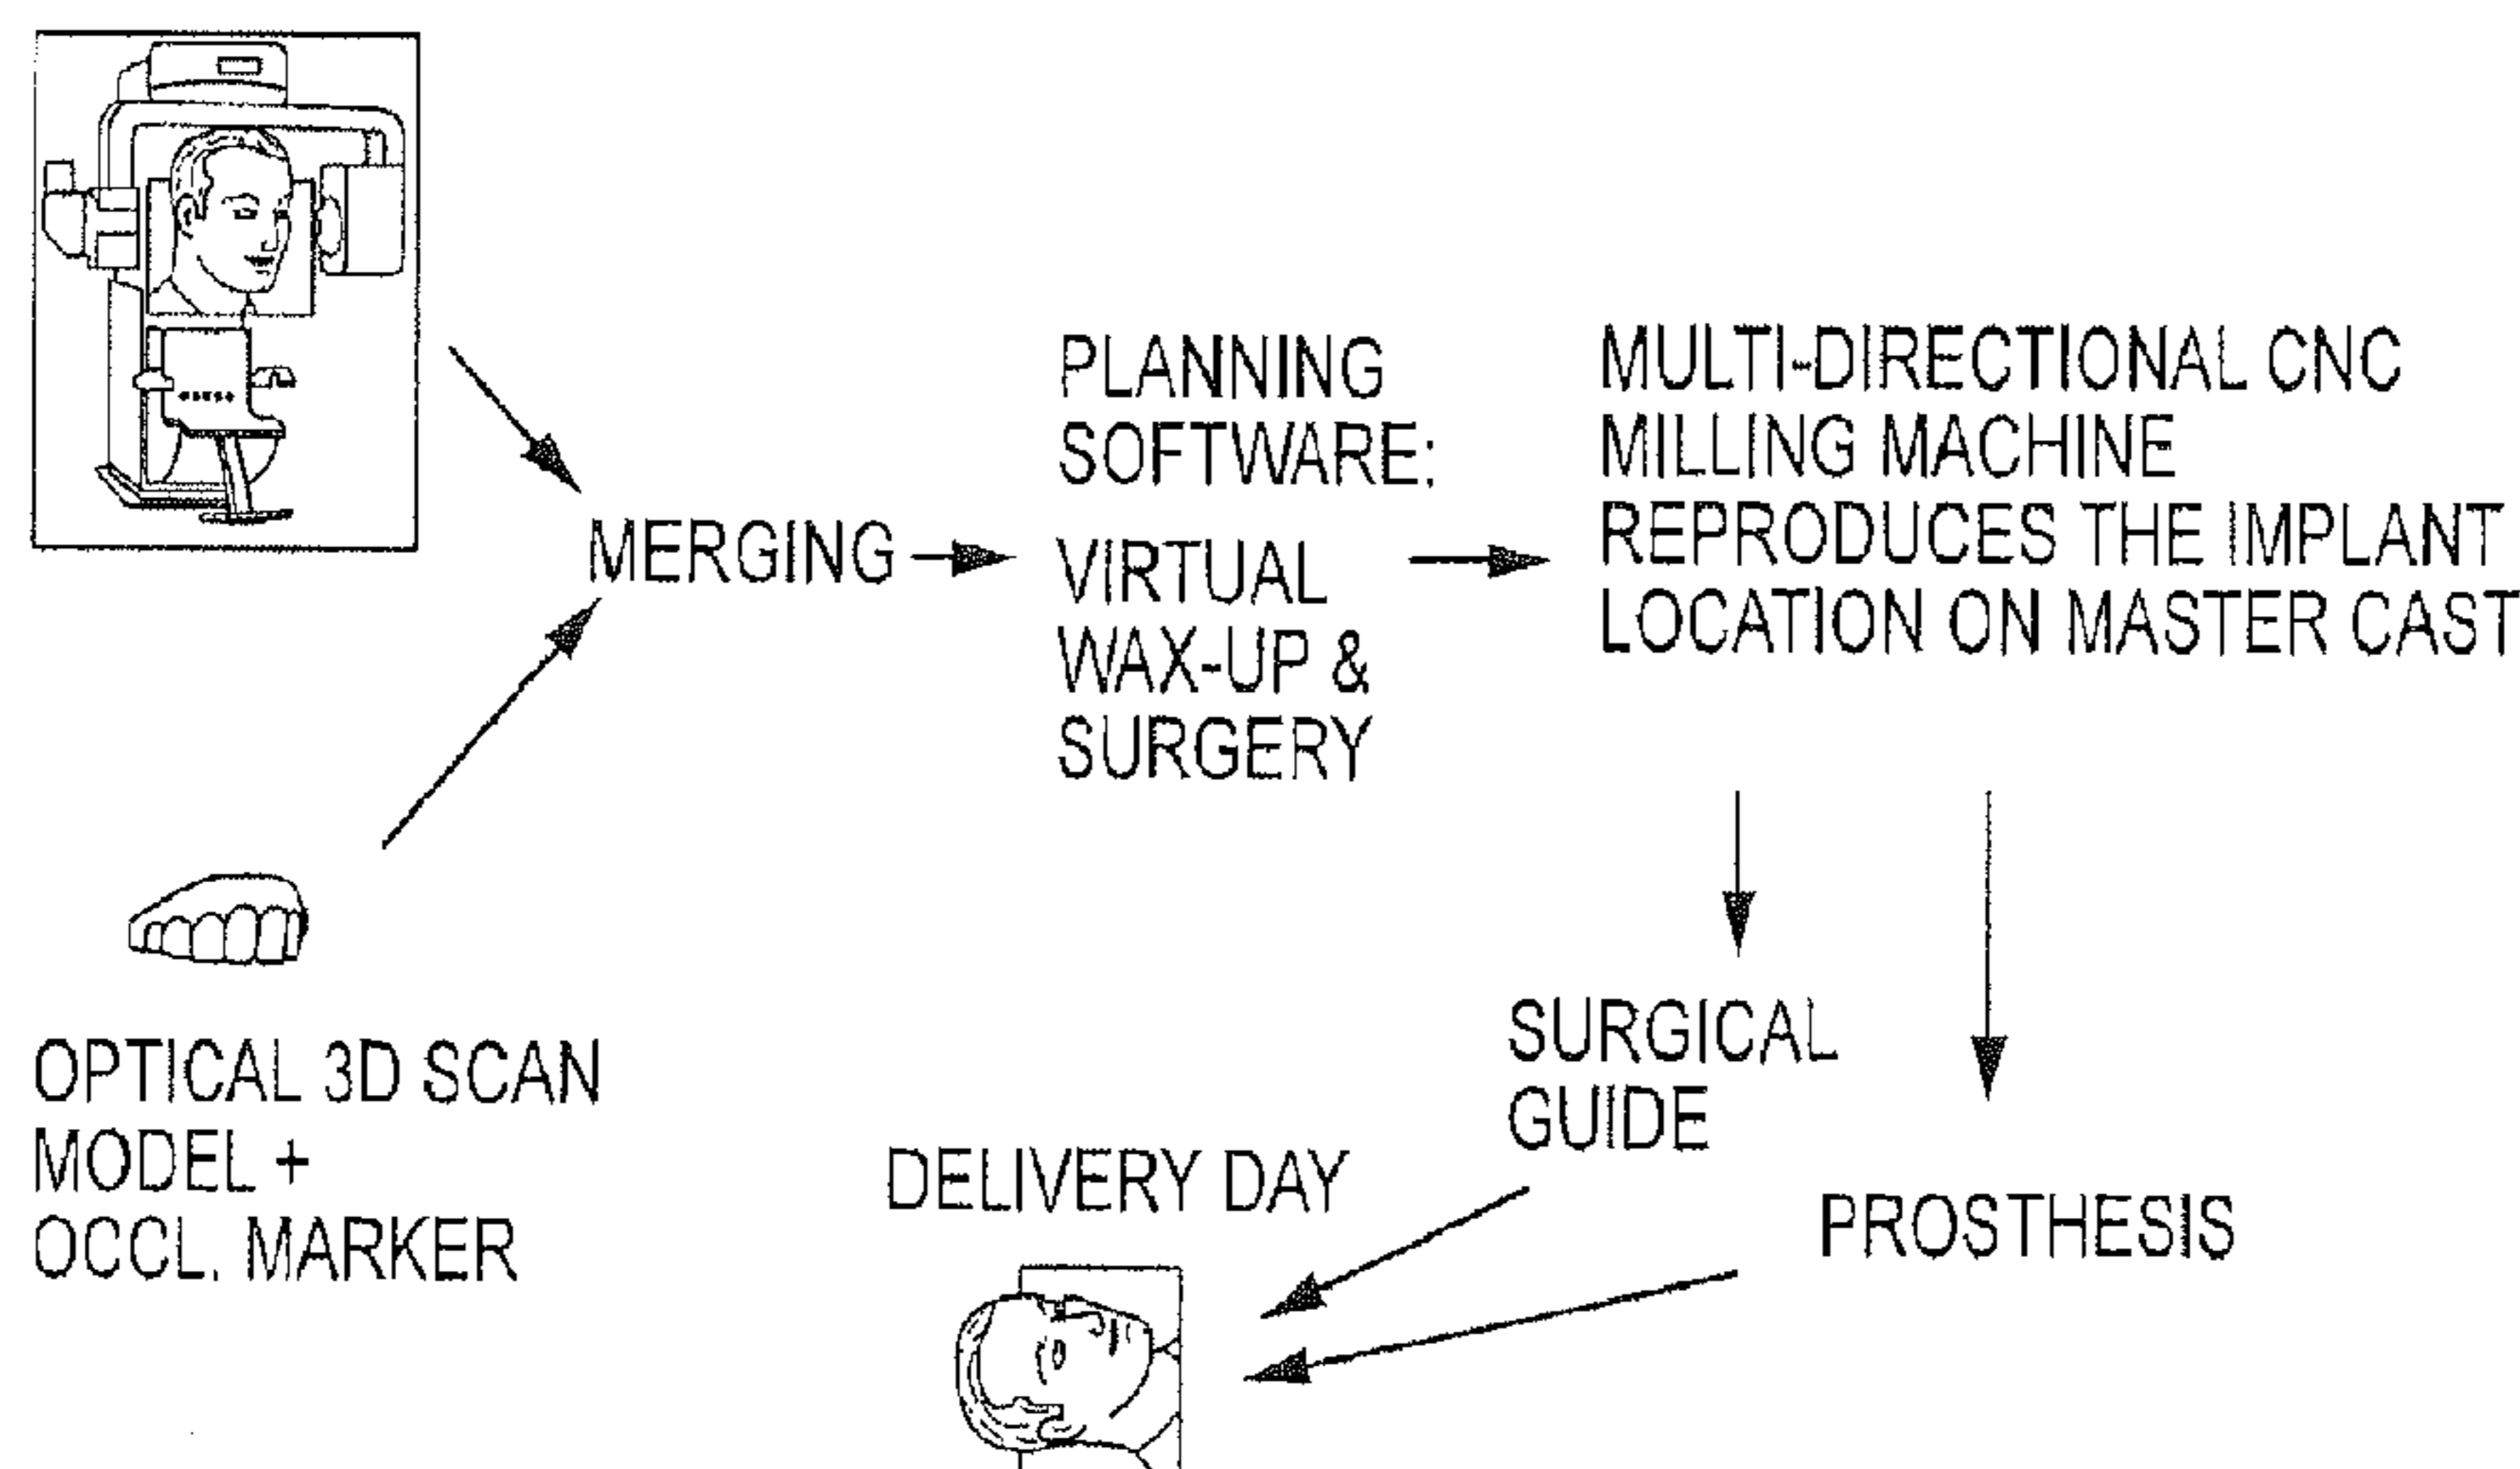 PLANNING
SOFTWARE:
VIRTUAL
WAX-UP &
SURGERY
MULTI-DIRECTIONAL CNC
MILLING MACHINE
REPRODUCES THE IMPLANT
LOCATION ON MASTER CAST
MERGING
OPTICAL 3D SCAN
MODEL +
OCCL. MARKER
SURGICAL
GUIDE
PROSTHESIS
DELIVERY DAY